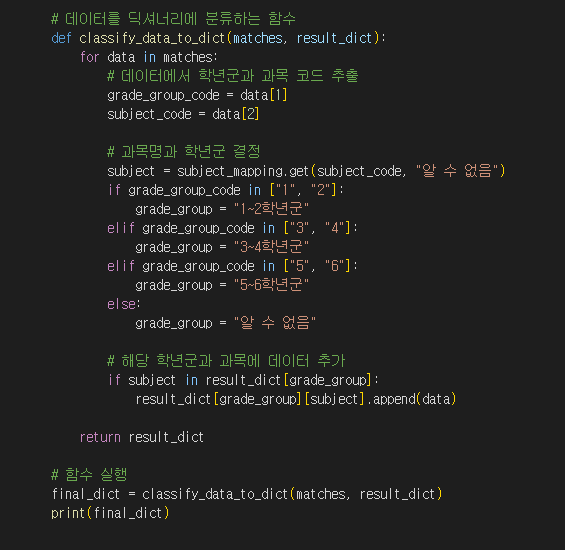 # 데이터를 딕셔너리에 분류하는 함수
def classify_data_to_dict(matches, result_dict):
    for data in matches:
        # 데이터에서 학년군과 과목 코드 추출
        grade_group_code = data[1]
        subject_code = data[2]

        # 과목명과 학년군 결정
        subject = subject_mapping.get(subject_code, "알 수 없음")
        if grade_group_code in ["1", "2"]:
            grade_group = "1~2학년군"
        elif grade_group_code in ["3", "4"]:
            grade_group = "3~4학년군"
        elif grade_group_code in ["5", "6"]:
            grade_group = "5~6학년군"
        else:
            grade_group = "알 수 없음"

        # 해당 학년군과 과목에 데이터 추가
        if subject in result_dict[grade_group]:
            result_dict[grade_group][subject].append(data)

    return result_dict

# 함수 실행
final_dict = classify_data_to_dict(matches, result_dict)
print(final_dict)